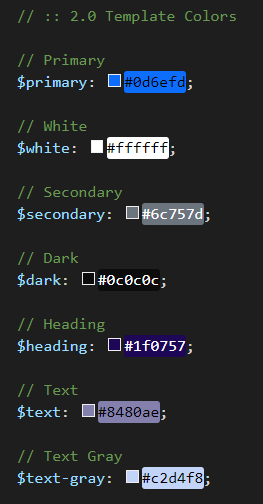 // :: 2.0 Template Colors
// Primary
$primary: #0d6efd;
// White
$white: #ffffff;
// Secondary
$secondary: #6c757d;
// Dark
$dark: #0c0c0c;
// Heading
$heading: #1f0757;
// Text
$text: #8480ae;
// Text Gray
$text-gray: #c2d4f8;